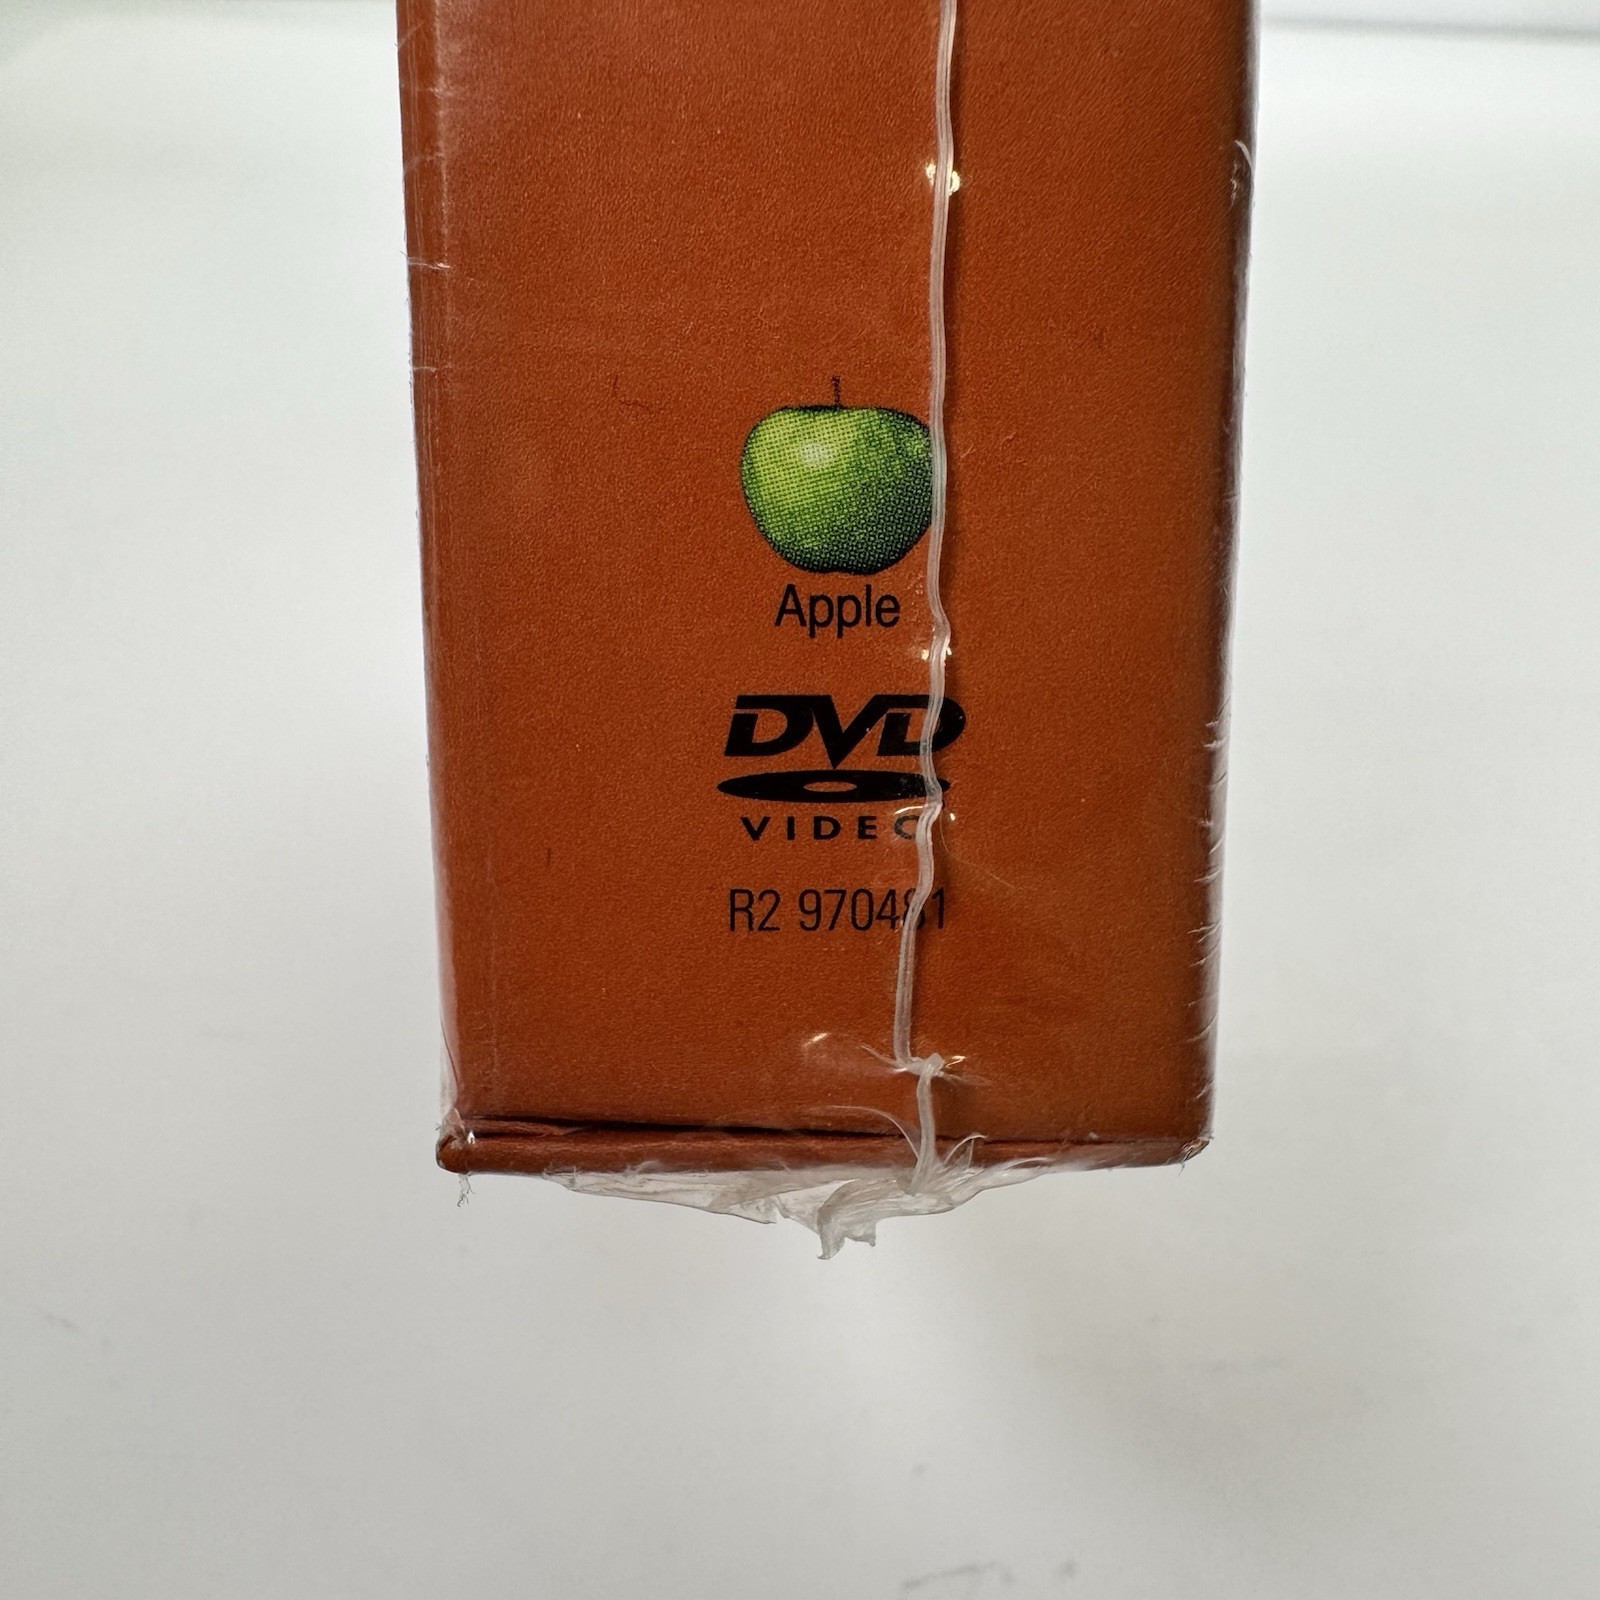 Apple
DVD
VIDEO
R2 970481